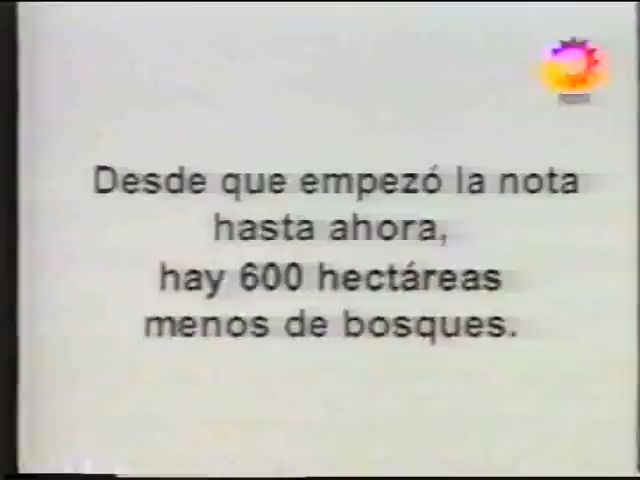 Desde que empezó la nota
hasta ahora,
hay 600 hectáreas
menos de bosques.